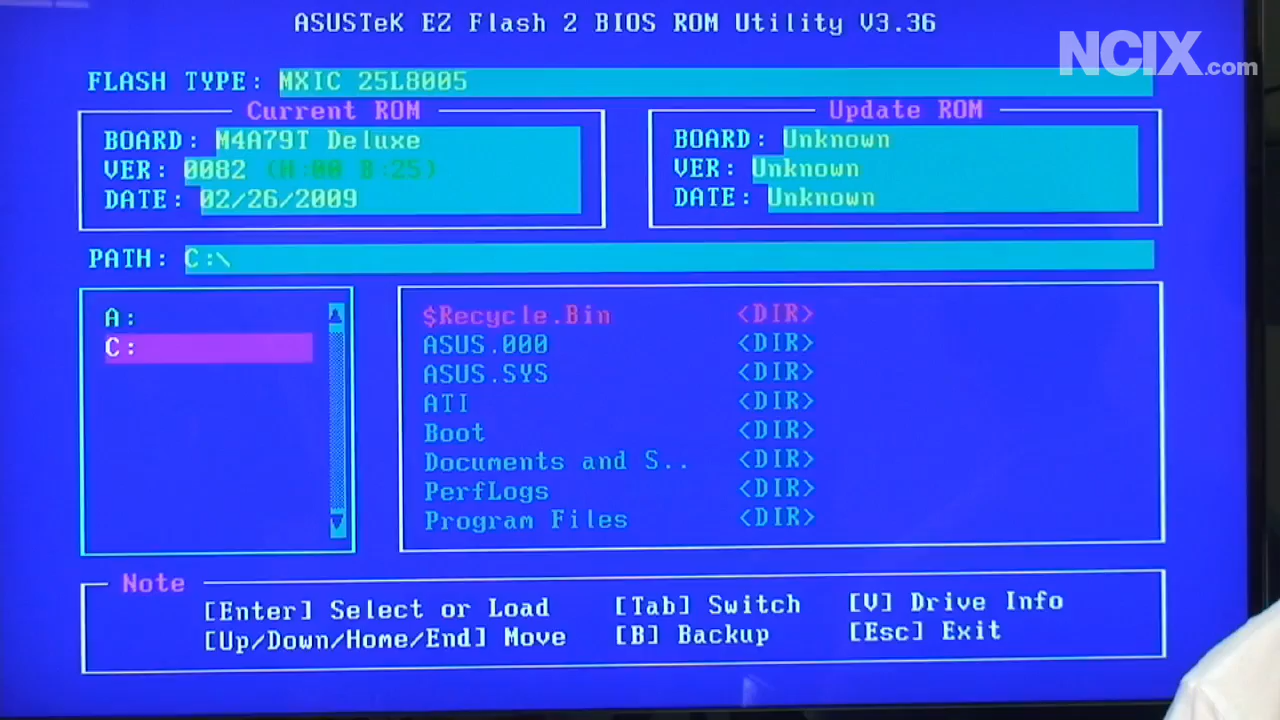 ASUSTeK EZ Flash 2 BIOS ROM Utility V3.36
NCIX.com
FLASH TYPE: MXIC 25L8005
Current ROM
BOARD: M4A79T Deluxe
VER: 0082 (H:00 B:25)
DATE: 02/26/2009
Update ROM
BOARD: Unknown
VER: Unknown
DATE: Unknown
PATH: C:\
A:
C:
$Recycle.Bin <DIR>
ASUS.000 <DIR>
ASUS.SYS <DIR>
ATI <DIR>
Boot <DIR>
Documents and S.. <DIR>
PerfLogs <DIR>
Program Files <DIR>
Note
[Enter] Select or Load [Tab] Switch [V] Drive Info
[Up/Down/Home/End] Move [B] Backup [Esc] Exit